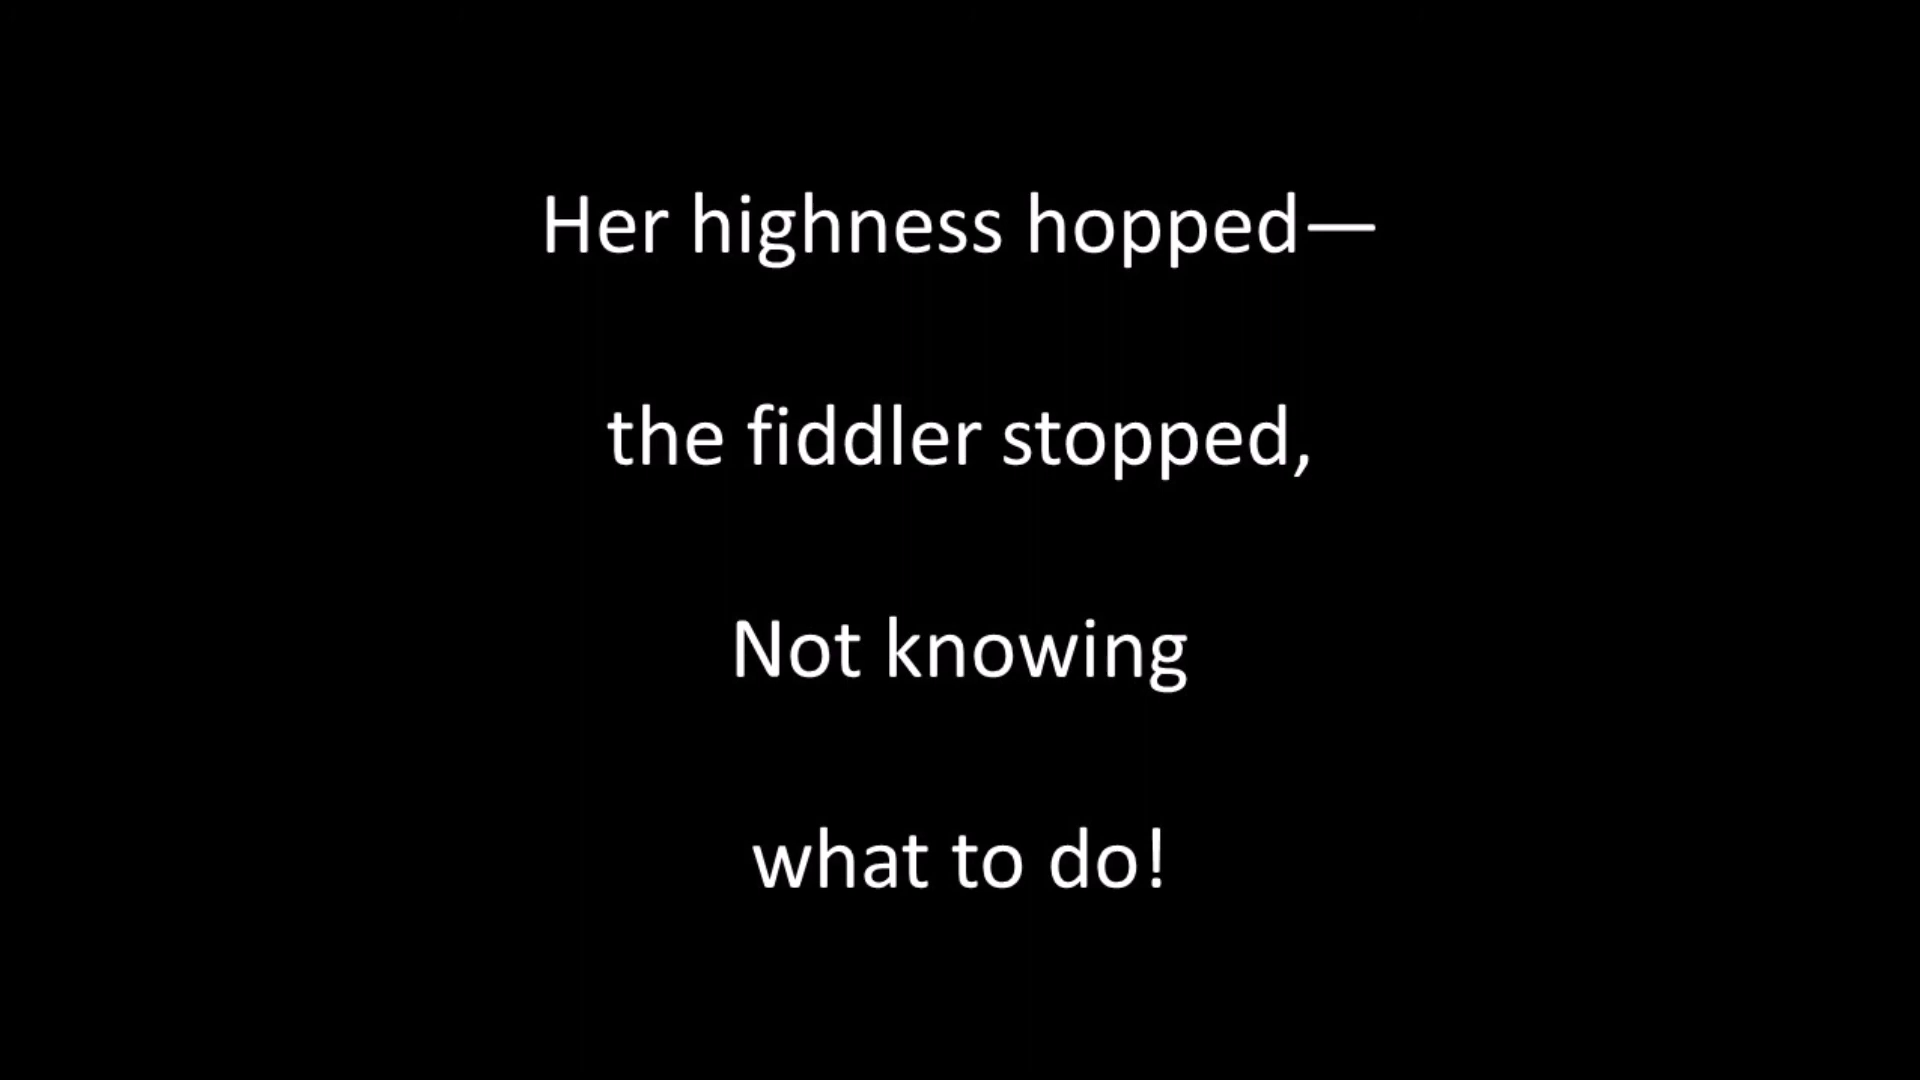 Her highness hopped—
the fiddler stopped,
Not knowing
what to do!